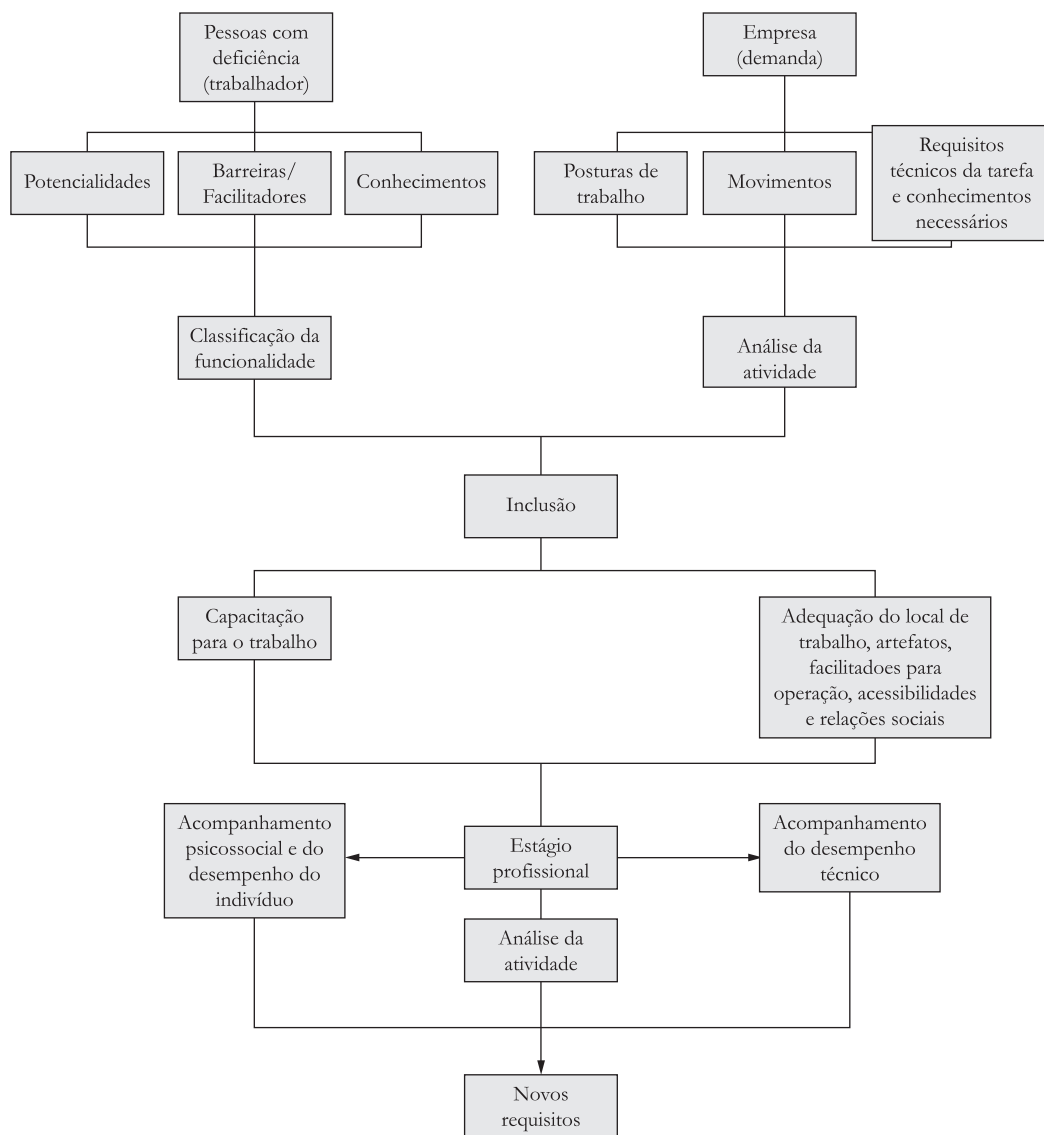 Pessoas com
deficiência
(trabalhador)
Empresa
(demanda)
Potencialidades
Barreiras/
Facilitadores
Conhecimentos
Posturas de
trabalho
Movimentos
Requisitos
técnicos da tarefa
e conhecimentos
necessários
Classificação da
funcionalidade
Análise da
atividade
Inclusão
Capacitação
para o trabalho
Adequação do local de
trabalho, artefatos,
facilitadoes para
operação, acessibilidades
e relações sociais
Acompanhamento
psicossocial e do
desempenho do
indivíduo
Estágio
profissional
Acompanhamento
do desempenho
técnico
Análise da
atividade
Novos
requisitos